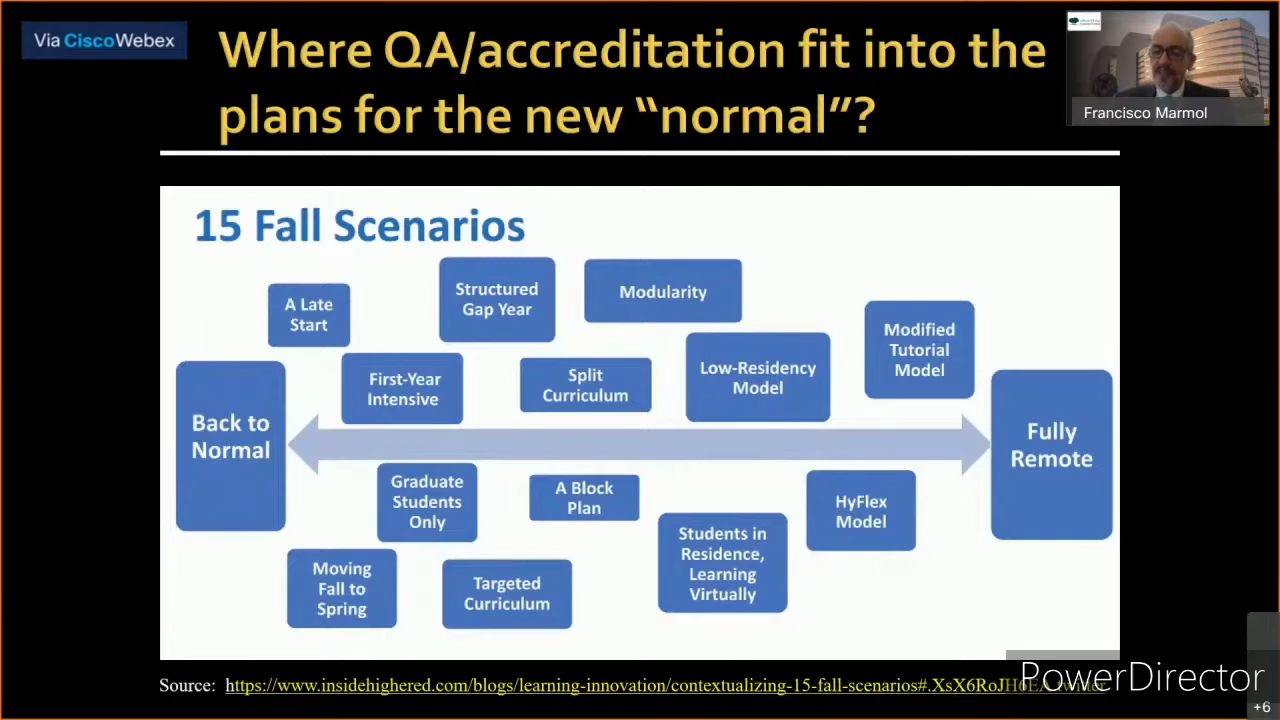 Via CiscoWebex
Where QA/accreditation fit into the
plans for the new “normal”?
Francisco Marmol
15 Fall Scenarios
A Late
Start
Structured
Gap Year
Modularity
Modified
Tutorial
Model
First-Year
Intensive
Split
Curriculum
Low-Residency
Model
Back to
Normal
Fully
Remote
Graduate
Students
Only
A Block
Plan
Students in
Residence,
Learning
Virtually
HyFlex
Model
Moving
Fall to
Spring
Targeted
Curriculum
Source: https://www.insidehighered.com/blogs/learning-innovation/contextualizing-15-fall-scenarios#.XsX6RoJH6EA.twitter
PowerDirector
+6